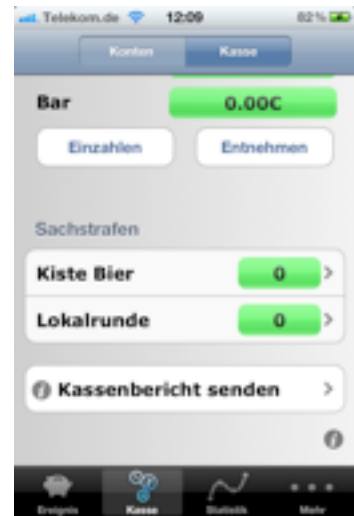 Telekom.de 12:09 82%
Konten Kasse
Bar 0.00€
Einzahlen Entnehmen
Sachstrafen
Kiste Bier 0
Lokalrunde 0
Kassenbericht senden
Ereignis Kasse Statistik Mehr